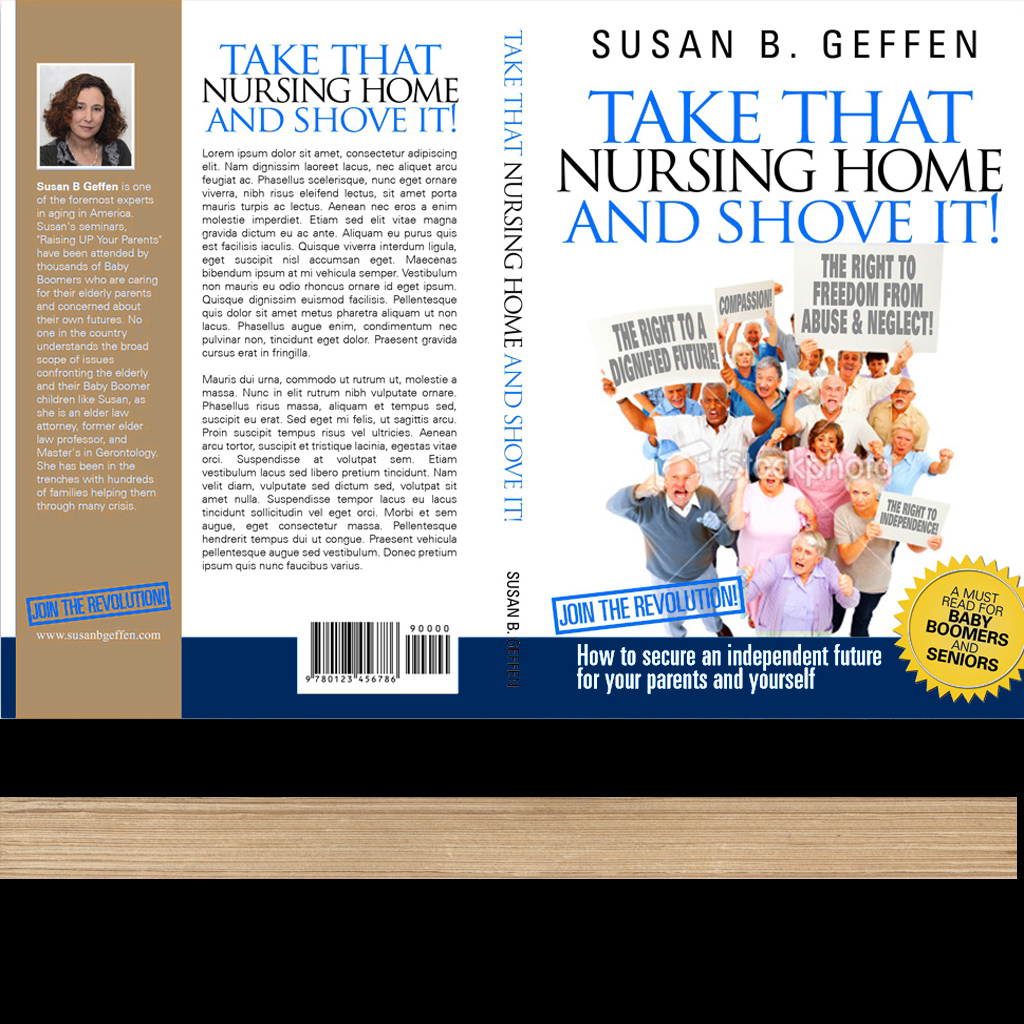 Susan B Geffen is one
of the foremost experts
in aging in America.
Susan's seminars,
"Raising UP Your Parents"
have been attended by
thousands of Baby
Boomers who are caring
for their elderly parents
and concerned about
their own futures. No
one in the country
understands the broad
scope of issues
confronting the elderly
and their Baby Boomer
children like Susan, as
she is an elder law
attorney, former elder
law professor, and
Master's in Gerontology.
She has been in the
trenches with hundreds
of families helping them
through many crisis.
JOIN THE REVOLUTION!
www.susanbgeffen.com
TAKE THAT
NURSING HOME
AND SHOVE IT!
Lorem ipsum dolor sit amet, consectetur adipiscing
elit. Nam dignissim laoreet lacus, nec aliquet arcu
feugiat ac. Phasellus scelerisque, nunc eget ornare
viverra, nibh risus eleifend lectus, sit amet porta
mauris turpis ac lectus. Aenean nec eros a enim
molestie imperdiet. Etiam sed elit vitae magna
gravida dictum eu ac ante. Aliquam eu purus quis
est facilisis iaculis. Quisque viverra interdum ligula,
eget suscipit nisl accumsan eget. Maecenas
bibendum ipsum at mi vehicula semper. Vestibulum
non mauris eu odio rhoncus ornare id eget ipsum.
Quisque dignissim euismod facilisis. Pellentesque
quis dolor sit amet metus pharetra aliquam ut non
lacus. Phasellus augue enim, condimentum nec
pulvinar non, tincidunt eget dolor. Praesent gravida
cursus erat in fringilla.
Mauris dui urna, commodo ut rutrum ut, molestie a
massa. Nunc in elit rutrum nibh vulputate ornare.
Phasellus risus massa, aliquam et tempus sed,
suscipit eu erat. Sed eget mi felis, ut sagittis arcu.
Proin suscipit tempus risus vel ultricies. Aenean
arcu tortor, suscipit et tristique lacinia, egestas vitae
orci. Suspendisse at volutpat sem. Etiam
vestibulum lacus sed libero pretium tincidunt. Nam
velit diam, vulputate sed dictum sed, volutpat sit
amet nulla. Suspendisse tempor lacus eu lacus
tincidunt sollicitudin vel eget orci. Morbi et sem
augue, eget consectetur massa. Pellentesque
hendrerit tempus dui ut congue. Praesent vehicula
pellentesque augue sed vestibulum. Donec pretium
ipsum quis nunc faucibus varius.
90000
9 780123 456786
TAKE THAT NURSING HOME AND SHOVE IT!
SUSAN B. GEFFEN
SUSAN B. GEFFEN
TAKE THAT
NURSING HOME
AND SHOVE IT!
THE RIGHT TO
FREEDOM FROM
ABUSE & NEGLECT!
COMPASSION!
THE RIGHT TO A
DIGNIFIED FUTURE!
iStockphoto
THE RIGHT TO
INDEPENDENCE!
JOIN THE REVOLUTION!
A MUST
READ FOR
BABY
BOOMERS
AND
SENIORS
How to secure an independent future
for your parents and yourself